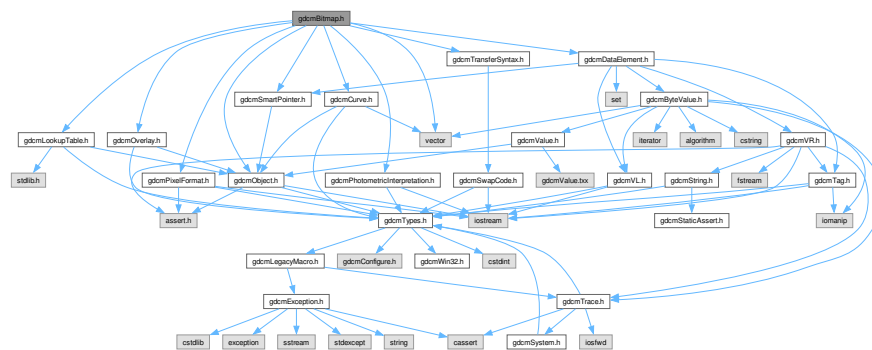 gdcmBitmap.h
gdcmTransferSyntax.h
gdcmDataElement.h
gdcmSmartPointer.h
gdcmCurve.h
set
gdcmByteValue.h
gdcmLookupTable.h
gdcmOverlay.h
vector
gdcmValue.h
iterator
algorithm
cstring
gdcmVR.h
stdlib.h
gdcmPixelFormat.h
gdcmObject.h
gdcmPhotometricInterpretation.h
gdcmSwapCode.h
gdcmValue.txx
gdcmVL.h
gdcmString.h
fstream
gdcmTag.h
assert.h
gdcmTypes.h
iostream
gdcmStaticAssert.h
iomanip
gdcmLegacyMacro.h
gdcmConfigure.h
gdcmWin32.h
cstdint
gdcmException.h
gdcmTrace.h
cstdlib
exception
sstream
stdexcept
string
cassert
gdcmSystem.h
iosfwd